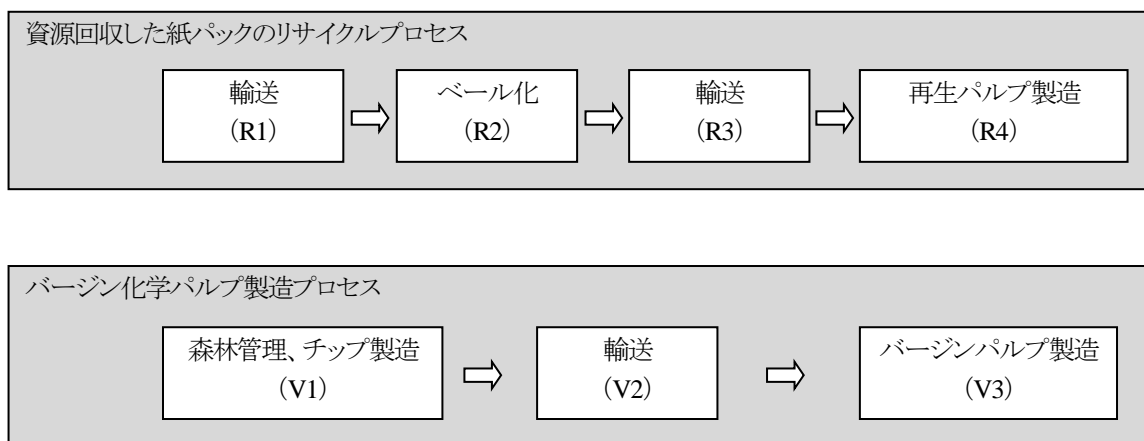 資源回収した紙パックのリサイクルプロセス
輸送
(R1)
ベール化
(R2)
輸送
(R3)
再生パルプ製造
(R4)
バージン化学パルプ製造プロセス
森林管理、チップ製造
(V1)
輸送
(V2)
バージンパルプ製造
(V3)